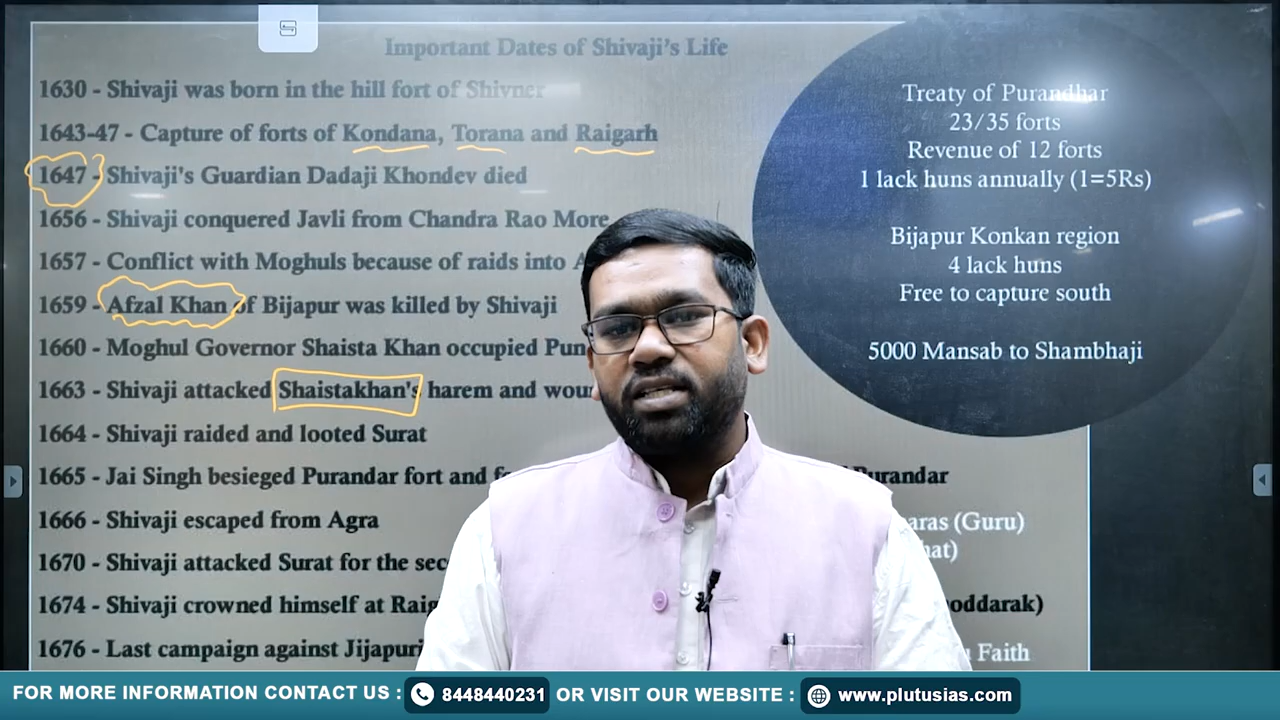 Important Dates of Shivaji's Life
1630 - Shivaji was born in the hill fort of Shivner
1643-47 - Capture of forts of Kondana, Torana and Raigarh
1647 - Shivaji's Guardian Dadaji Khondev died
1656 - Shivaji conquered Javli from Chandra Rao More
1657 - Conflict with Moghuls because of raids into
1659 - Afzal Khan of Bijapur was killed by Shivaji
1660 - Moghul Governor Shaista Khan occupied
1663 - Shivaji attacked Shaistakhan's harem and
1664 - Shivaji raided and looted Surat
1665 - Jai Singh besieged Purandar fort and Purandar
1666 - Shivaji escaped from Agra
1670 - Shivaji attacked Surat for the
1674 - Shivaji crowned himself at
1676 - Last campaign against
Treaty of Purandhar
23/35 forts
Revenue of 12 forts
1 lack huns annually (1=5Rs)
Bijapur Konkan region
4 lack huns
Free to capture south
5000 Mansab to Shambhaji
(Guru)
Faith
FOR MORE INFORMATION CONTACT US : 8448440231 OR VISIT OUR WEBSITE : www.plutusias.com